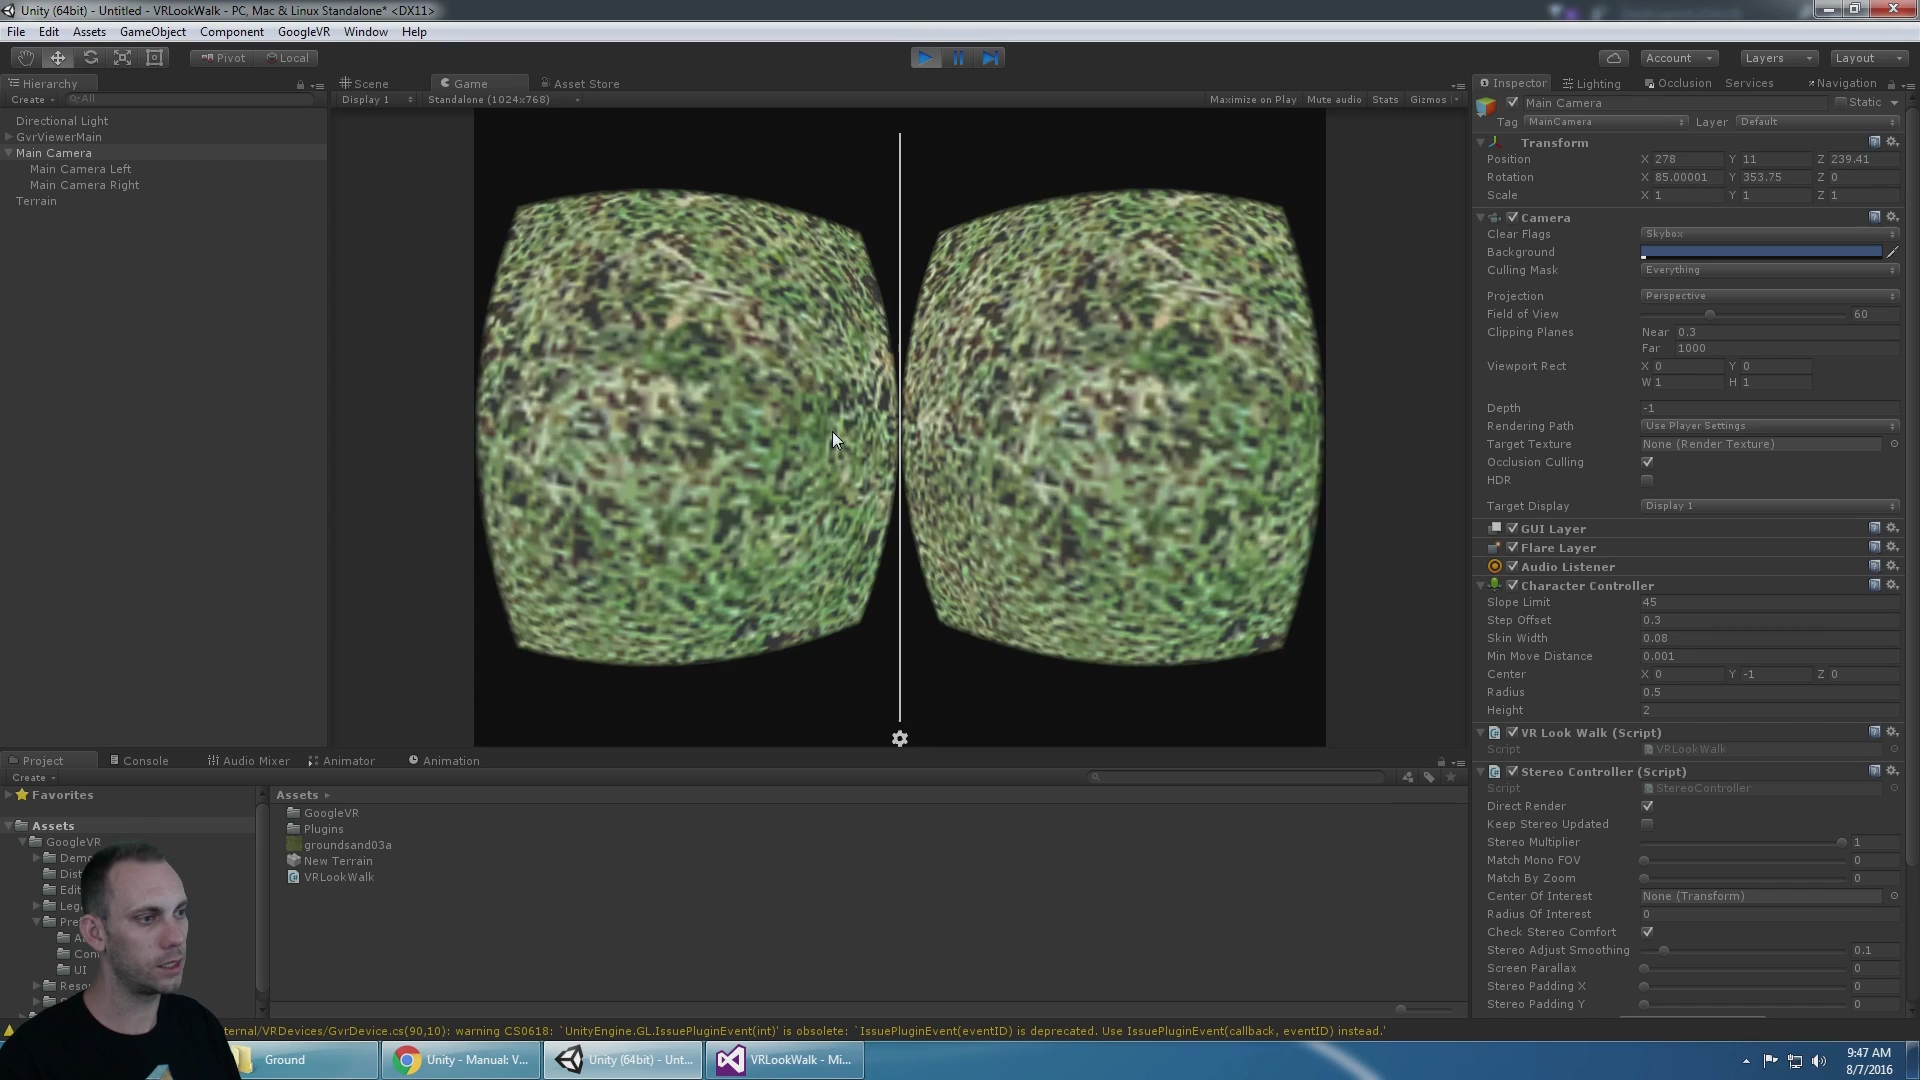 Unity (64bit) - Untitled - VRLookWalk - PC, Mac & Linux Standalone* <DX11>
File Edit Assets GameObject Component GoogleVR Window Help
Pivot Local Account Layers Layout
Hierarchy
Create All
Directional Light
GvrViewerMain
Main Camera
Main Camera Left
Main Camera Right
Terrain
Scene Game Asset Store
Display 1 Standalone (1024x768) Maximize on Play Mute audio Stats Gizmos
Inspector Lighting Occlusion Services Navigation
Main Camera Static
Tag MainCamera Layer Default
Transform
Position X 278 Y 11 Z 239.41
Rotation X 85.00001 Y 353.75 Z 0
Scale X 1 Y 1 Z 1
Camera
Clear Flags Skybox
Background
Culling Mask Everything
Projection Perspective
Field of View 60
Clipping Planes Near 0.3
Far 1000
Viewport Rect X 0 Y 0
W 1 H 1
Depth -1
Rendering Path Use Player Settings
Target Texture None (Render Texture)
Occlusion Culling
HDR
Target Display Display 1
GUI Layer
Flare Layer
Audio Listener
Character Controller
Slope Limit 45
Step Offset 0.3
Skin Width 0.08
Min Move Distance 0.001
Center X 0 Y -1 Z 0
Radius 0.5
Height 2
VR Look Walk (Script)
Script VRLookWalk
Stereo Controller (Script)
Script StereoController
Direct Render
Keep Stereo Updated
Stereo Multiplier 1
Match Mono FOV 0
Match By Zoom 0
Center Of Interest None (Transform)
Radius Of Interest 0
Check Stereo Comfort
Stereo Adjust Smoothing 0.1
Screen Parallax 0
Stereo Padding X 0
Stereo Padding Y 0
Project Console Audio Mixer Animator Animation
Create
Favorites
Assets
GoogleVR
Demo
Dist
Edit
Leg
Pre
A
Con
UI
Reso
Assets
GoogleVR
Plugins
groundsand03a
New Terrain
VRLookWalk
ternal/VRDevices/GvrDevice.cs(90,10): warning CS0618: `UnityEngine.GL.IssuePluginEvent(int)' is obsolete: `IssuePluginEvent(eventID) is deprecated. Use IssuePluginEvent(callback, eventID) instead.'
Ground Unity - Manual: V... Unity (64bit) - Unt... VRLookWalk - Mi...
9:47 AM
8/7/2016